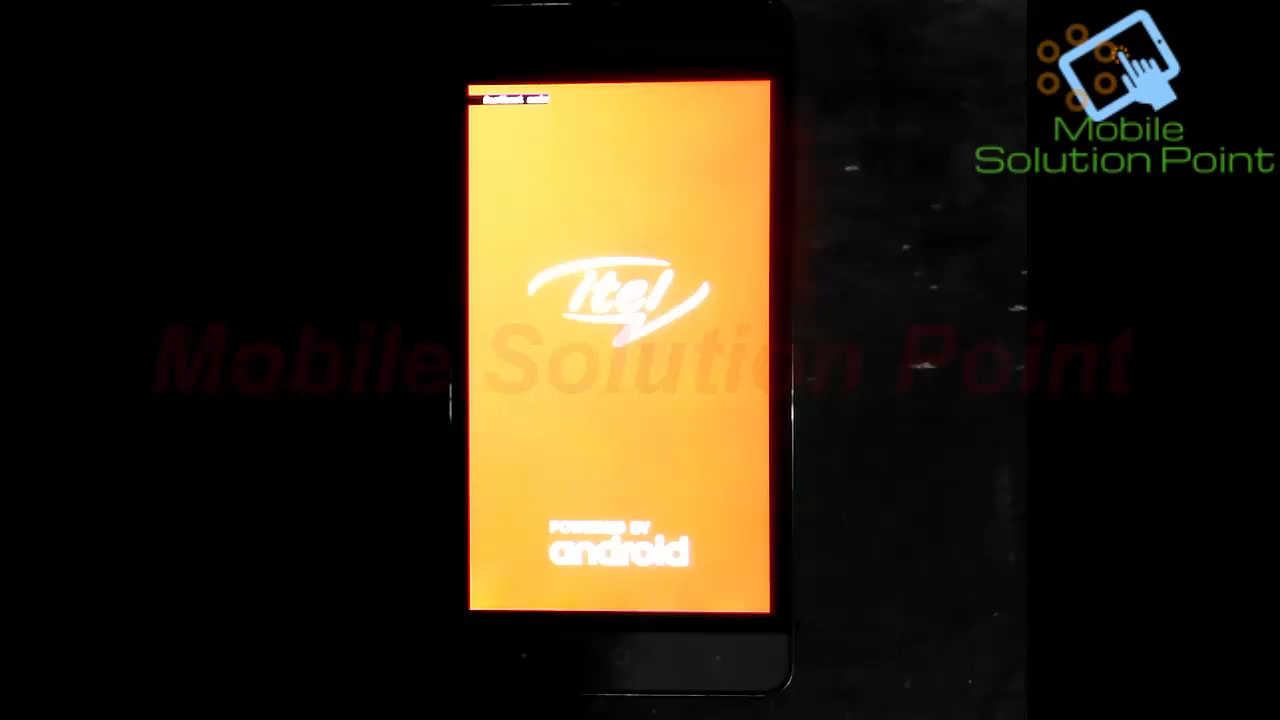 Mobile
Solution Point
itel
Mobile Solution Point
POWERED BY
android